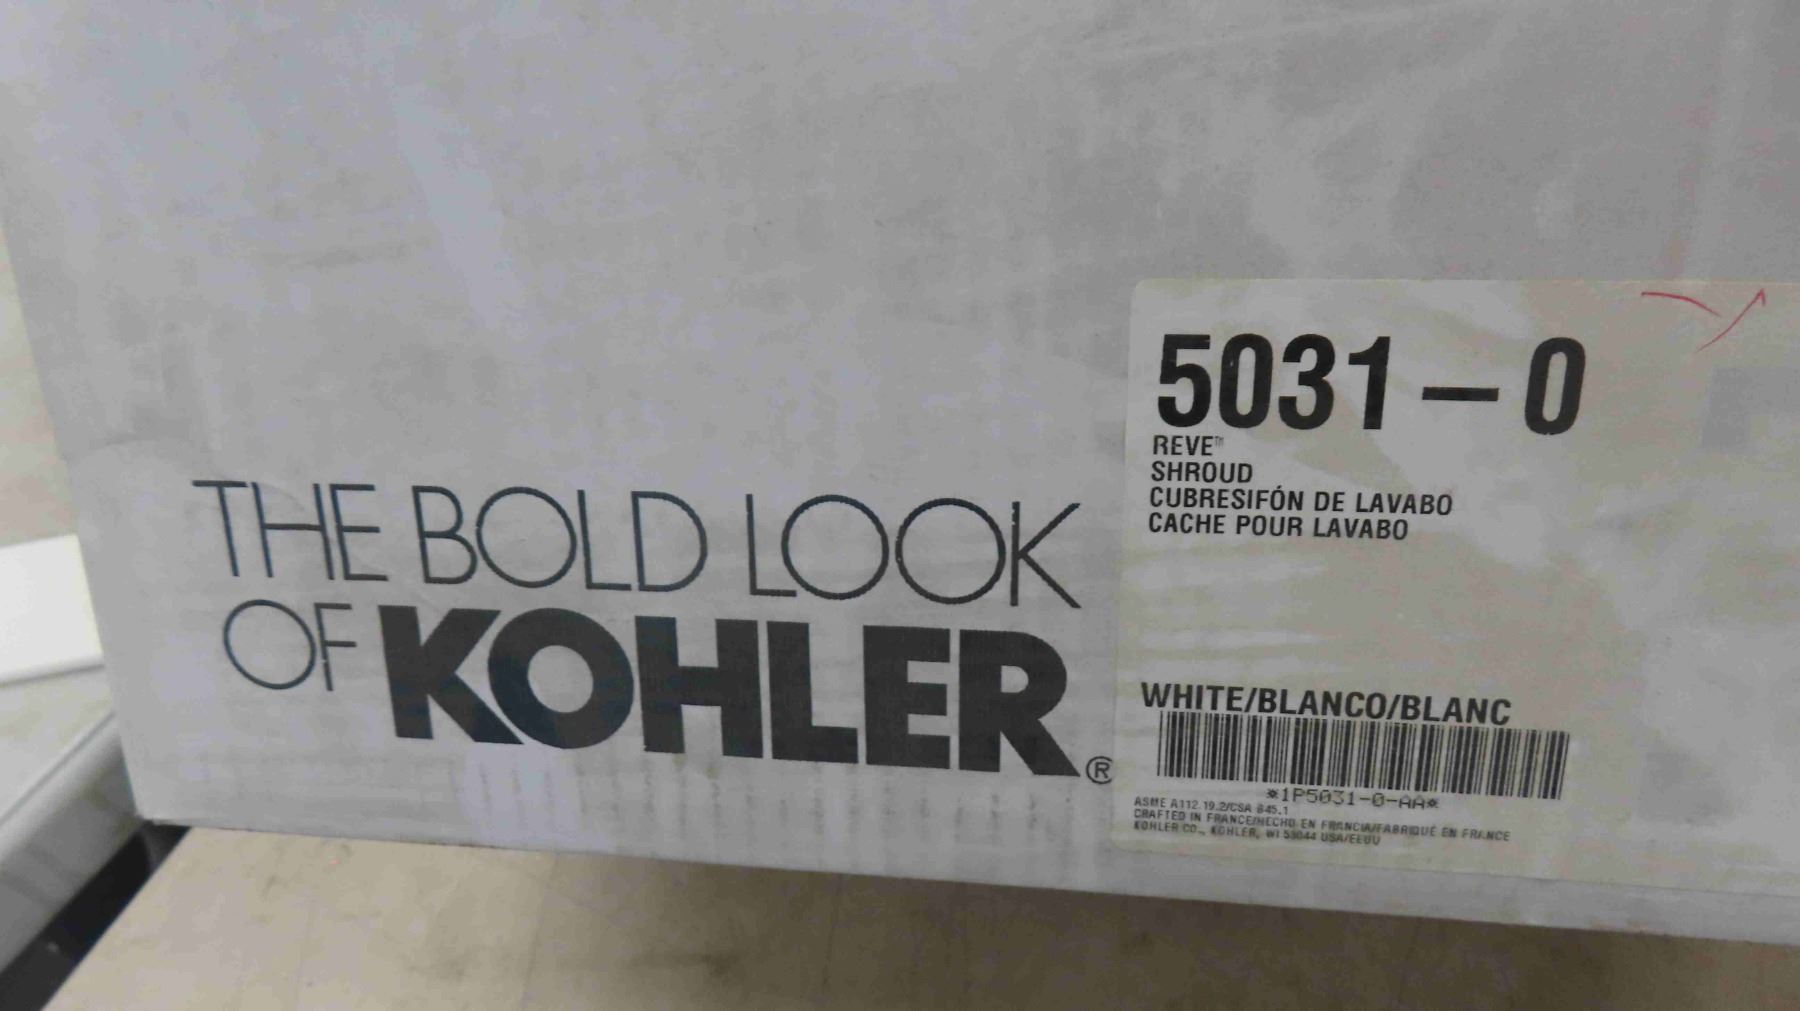 THE BOLD LOOK
OF KOHLER®
5031-0
REVE™
SHROUD
CUBRESIFÓN DE LAVABO
CACHE POUR LAVABO
WHITE/BLANCO/BLANC
*1P5031-0-AA*
ASME A112.19.2/CSA B45.1
CRAFTED IN FRANCE/HECHO EN FRANCIA/FABRIQUÉ EN FRANCE
KOHLER CO., KOHLER, WI 53044 USA/EEUU